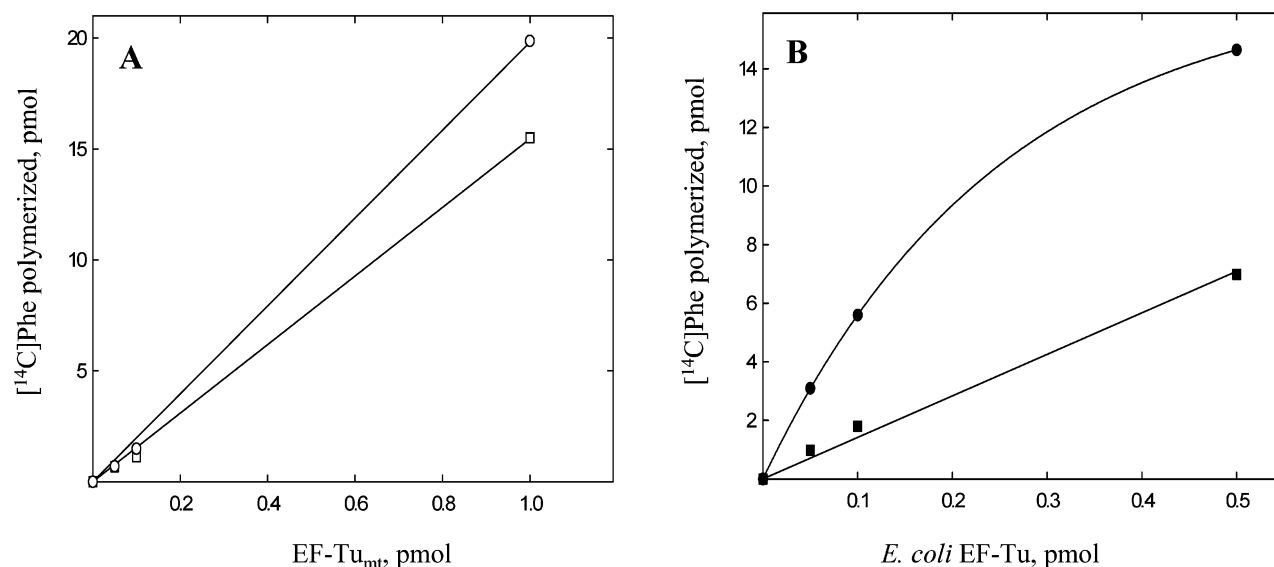 A
[¹⁴C]Phe polymerized, pmol
20
15
10
5
0.2 0.4 0.6 0.8 1.0
EF-Tuₘₜ, pmol
B
[¹⁴C]Phe polymerized, pmol
14
12
10
8
6
4
2
0.1 0.2 0.3 0.4 0.5
E. coli EF-Tu, pmol